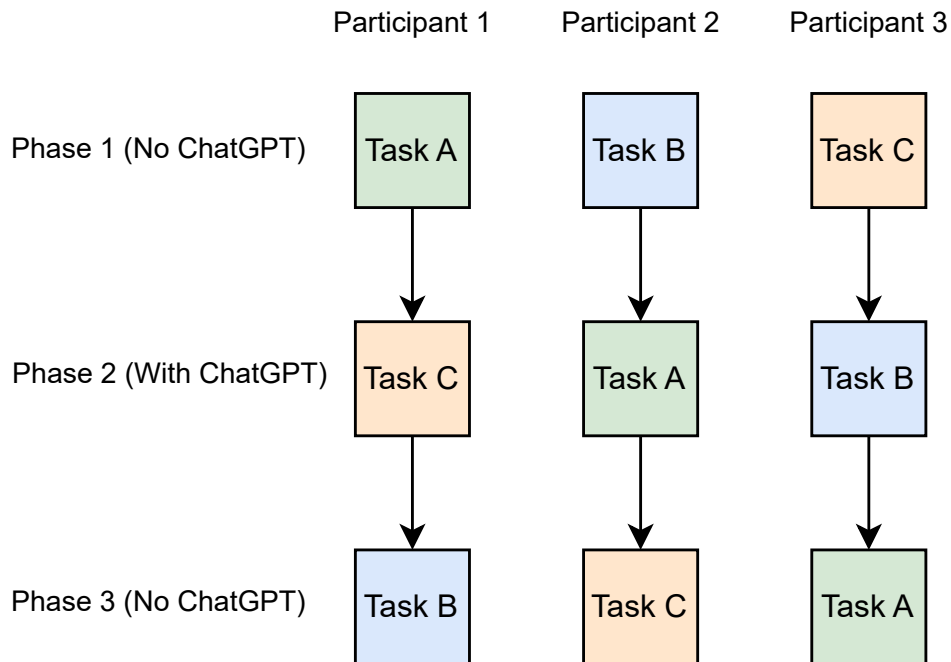 Participant 1
Participant 2
Participant 3
Phase 1 (No ChatGPT)
Task A
Task B
Task C
Phase 2 (With ChatGPT)
Task C
Task A
Task B
Phase 3 (No ChatGPT)
Task B
Task C
Task A